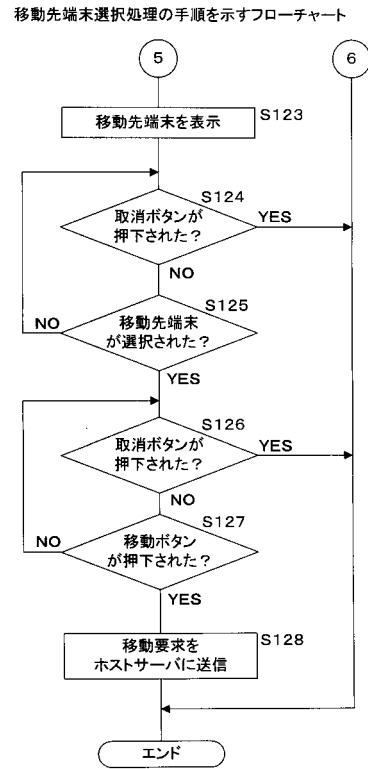 移動先端末選択処理の手順を示すフローチャート
5
6
移動先端末を表示
S123
S124
取消ボタンが
押下された？
YES
NO
S125
移動先端末
が選択された？
NO
YES
S126
取消ボタンが
押下された？
YES
NO
S127
移動ボタン
が押下された？
NO
YES
移動要求を
ホストサーバに送信
S128
エンド